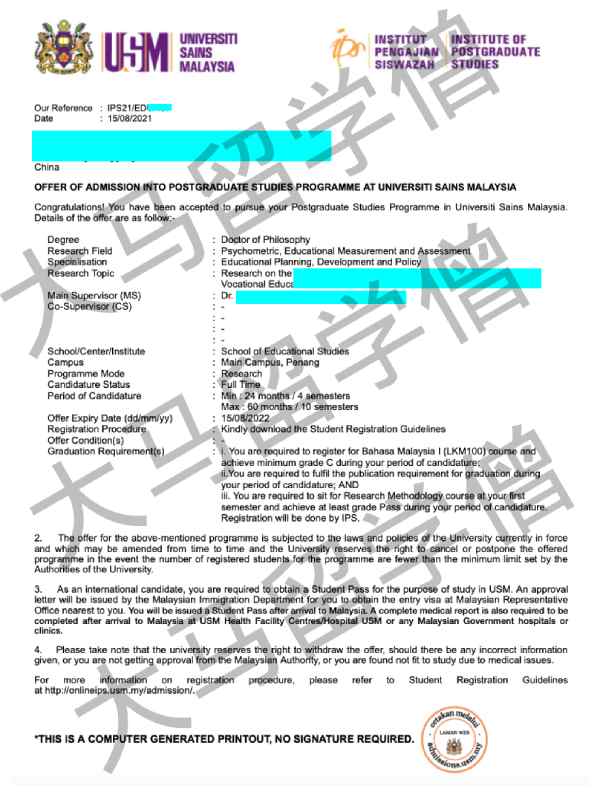 USM UNIVERSITI SAINS MALAYSIA
INSTITUT PENGAJIAN SISWAZAH
INSTITUTE OF POSTGRADUATE STUDIES
Our Reference : IPS21/ED
Date : 15/08/2021
China
OFFER OF ADMISSION INTO POSTGRADUATE STUDIES PROGRAMME AT UNIVERSITI SAINS MALAYSIA
Congratulations! You have been accepted to pursue your Postgraduate Studies Programme in Universiti Sains Malaysia.
Details of the offer are as follow:-
Degree : Doctor of Philosophy
Research Field : Psychometric, Educational Measurement and Assessment
Specialisation : Educational Planning, Development and Policy
Research Topic : Research on the
Vocational Educa
Main Supervisor (MS) : Dr.
Co-Supervisor (CS) : -
: -
: -
: -
School/Center/Institute : School of Educational Studies
Campus : Main Campus, Penang
Programme Mode : Research
Candidature Status : Full Time
Period of Candidature : Min : 24 months / 4 semesters
Max : 60 months / 10 semesters
Offer Expiry Date (dd/mm/yy) : 15/08/2022
Registration Procedure : Kindly download the Student Registration Guidelines
Offer Condition(s) : -
Graduation Requirement(s) : i. You are required to register for Bahasa Malaysia I (LKM100) course and
achieve minimum grade C during your period of candidature;
ii.You are required to fulfil the publication requirement for graduation during
your period of candidature; AND
iii. You are required to sit for Research Methodology course at your first
semester and achieve at least grade Pass during your period of candidature.
Registration will be done by IPS.
2. The offer for the above-mentioned programme is subjected to the laws and policies of the University currently in force
and which may be amended from time to time and the University reserves the right to cancel or postpone the offered
programme in the event the number of registered students for the programme are fewer than the minimum limit set by the
Authorities of the University.
3. As an international candidate, you are required to obtain a Student Pass for the purpose of study in USM. An approval
letter will be issued by the Malaysian Immigration Department for you to obtain the entry visa at Malaysian Representative
Office nearest to you. You will be issued a Student Pass after arrival to Malaysia. A complete medical report is also required to be
completed after arrival to Malaysia at USM Health Facility Centres/Hospital USM or any Malaysian Government hospitals or
clinics.
4. Please take note that the university reserves the right to withdraw the offer, should there be any incorrect information
given, or you are not getting approval from the Malaysian Authority, or you are found not fit to study due to medical issues.
For more information on registration procedure, please refer to Student Registration Guidelines
at http://onlineips.usm.my/admission/.
*THIS IS A COMPUTER GENERATED PRINTOUT, NO SIGNATURE REQUIRED.
cetakan melalui
LAMAN WEB
admissions.usm.my
大马留学僧
大马留学僧
大马留学僧